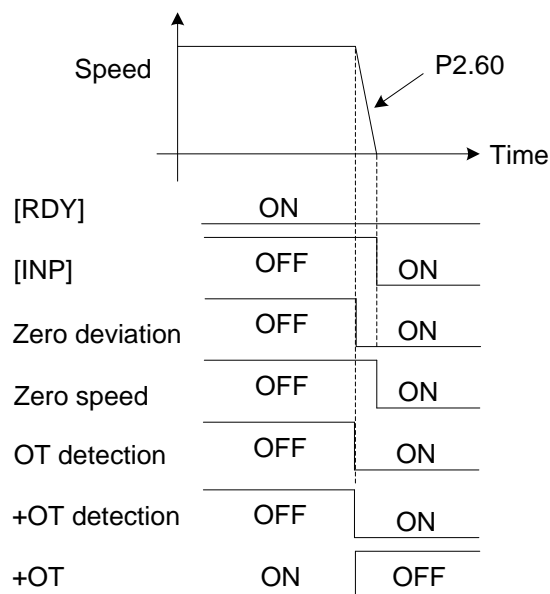 Speed
P2.60
Time
[RDY] ON
[INP] OFF ON
Zero deviation OFF ON
Zero speed OFF ON
OT detection OFF ON
+OT detection OFF ON
+OT ON OFF